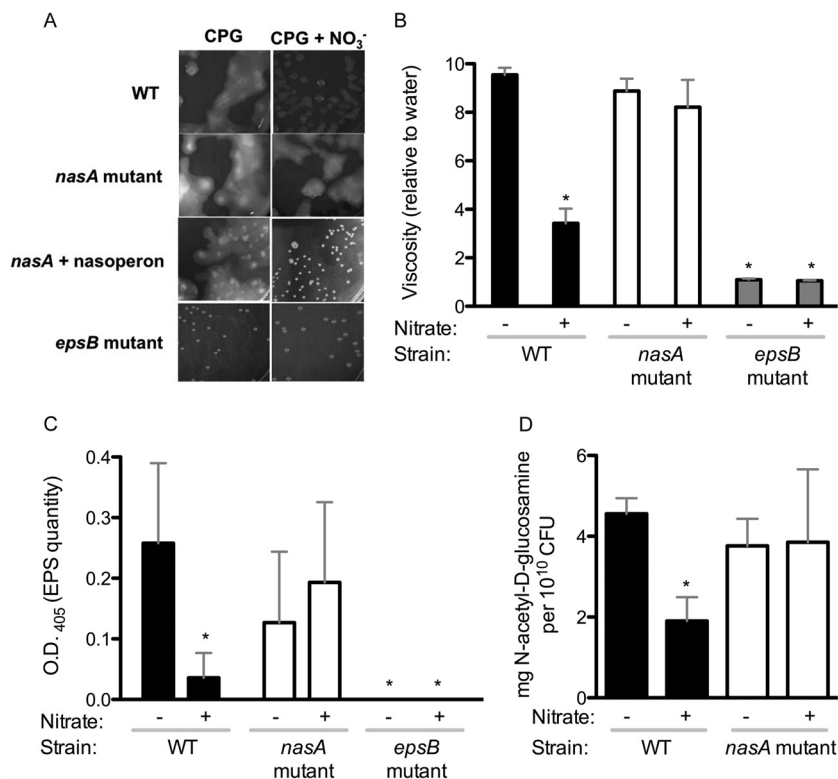 A
CPG
CPG + NO₃⁻
WT
nasA mutant
nasA + nasoperon
epsB mutant
B
Viscosity (relative to water)
10
8
6
4
2
0
*
*
*
Nitrate: - + - + - +
Strain: WT nasA mutant epsB mutant
C
O.D. ₄₀₅ (EPS quantity)
0.4
0.3
0.2
0.1
0.0
*
*
*
Nitrate: - + - + - +
Strain: WT nasA mutant epsB mutant
D
mg N-acetyl-D-glucosamine
per 10¹⁰ CFU
6
4
2
0
*
Nitrate: - + - +
Strain: WT nasA mutant